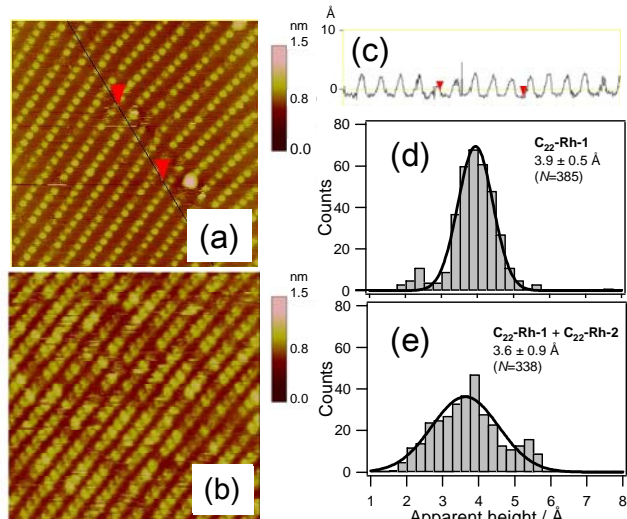 nm
1.5
0.8
0.0
(a)
nm
1.5
0.8
0.0
(b)
Å
10
0
(c)
80
60
40
20
0
Counts
(d)
C22-Rh-1
3.9 ± 0.5 Å
(N=385)
80
60
40
20
0
Counts
(e)
C22-Rh-1 + C22-Rh-2
3.6 ± 0.9 Å
(N=338)
1 2 3 4 5 6 7 8
Apparent height / Å